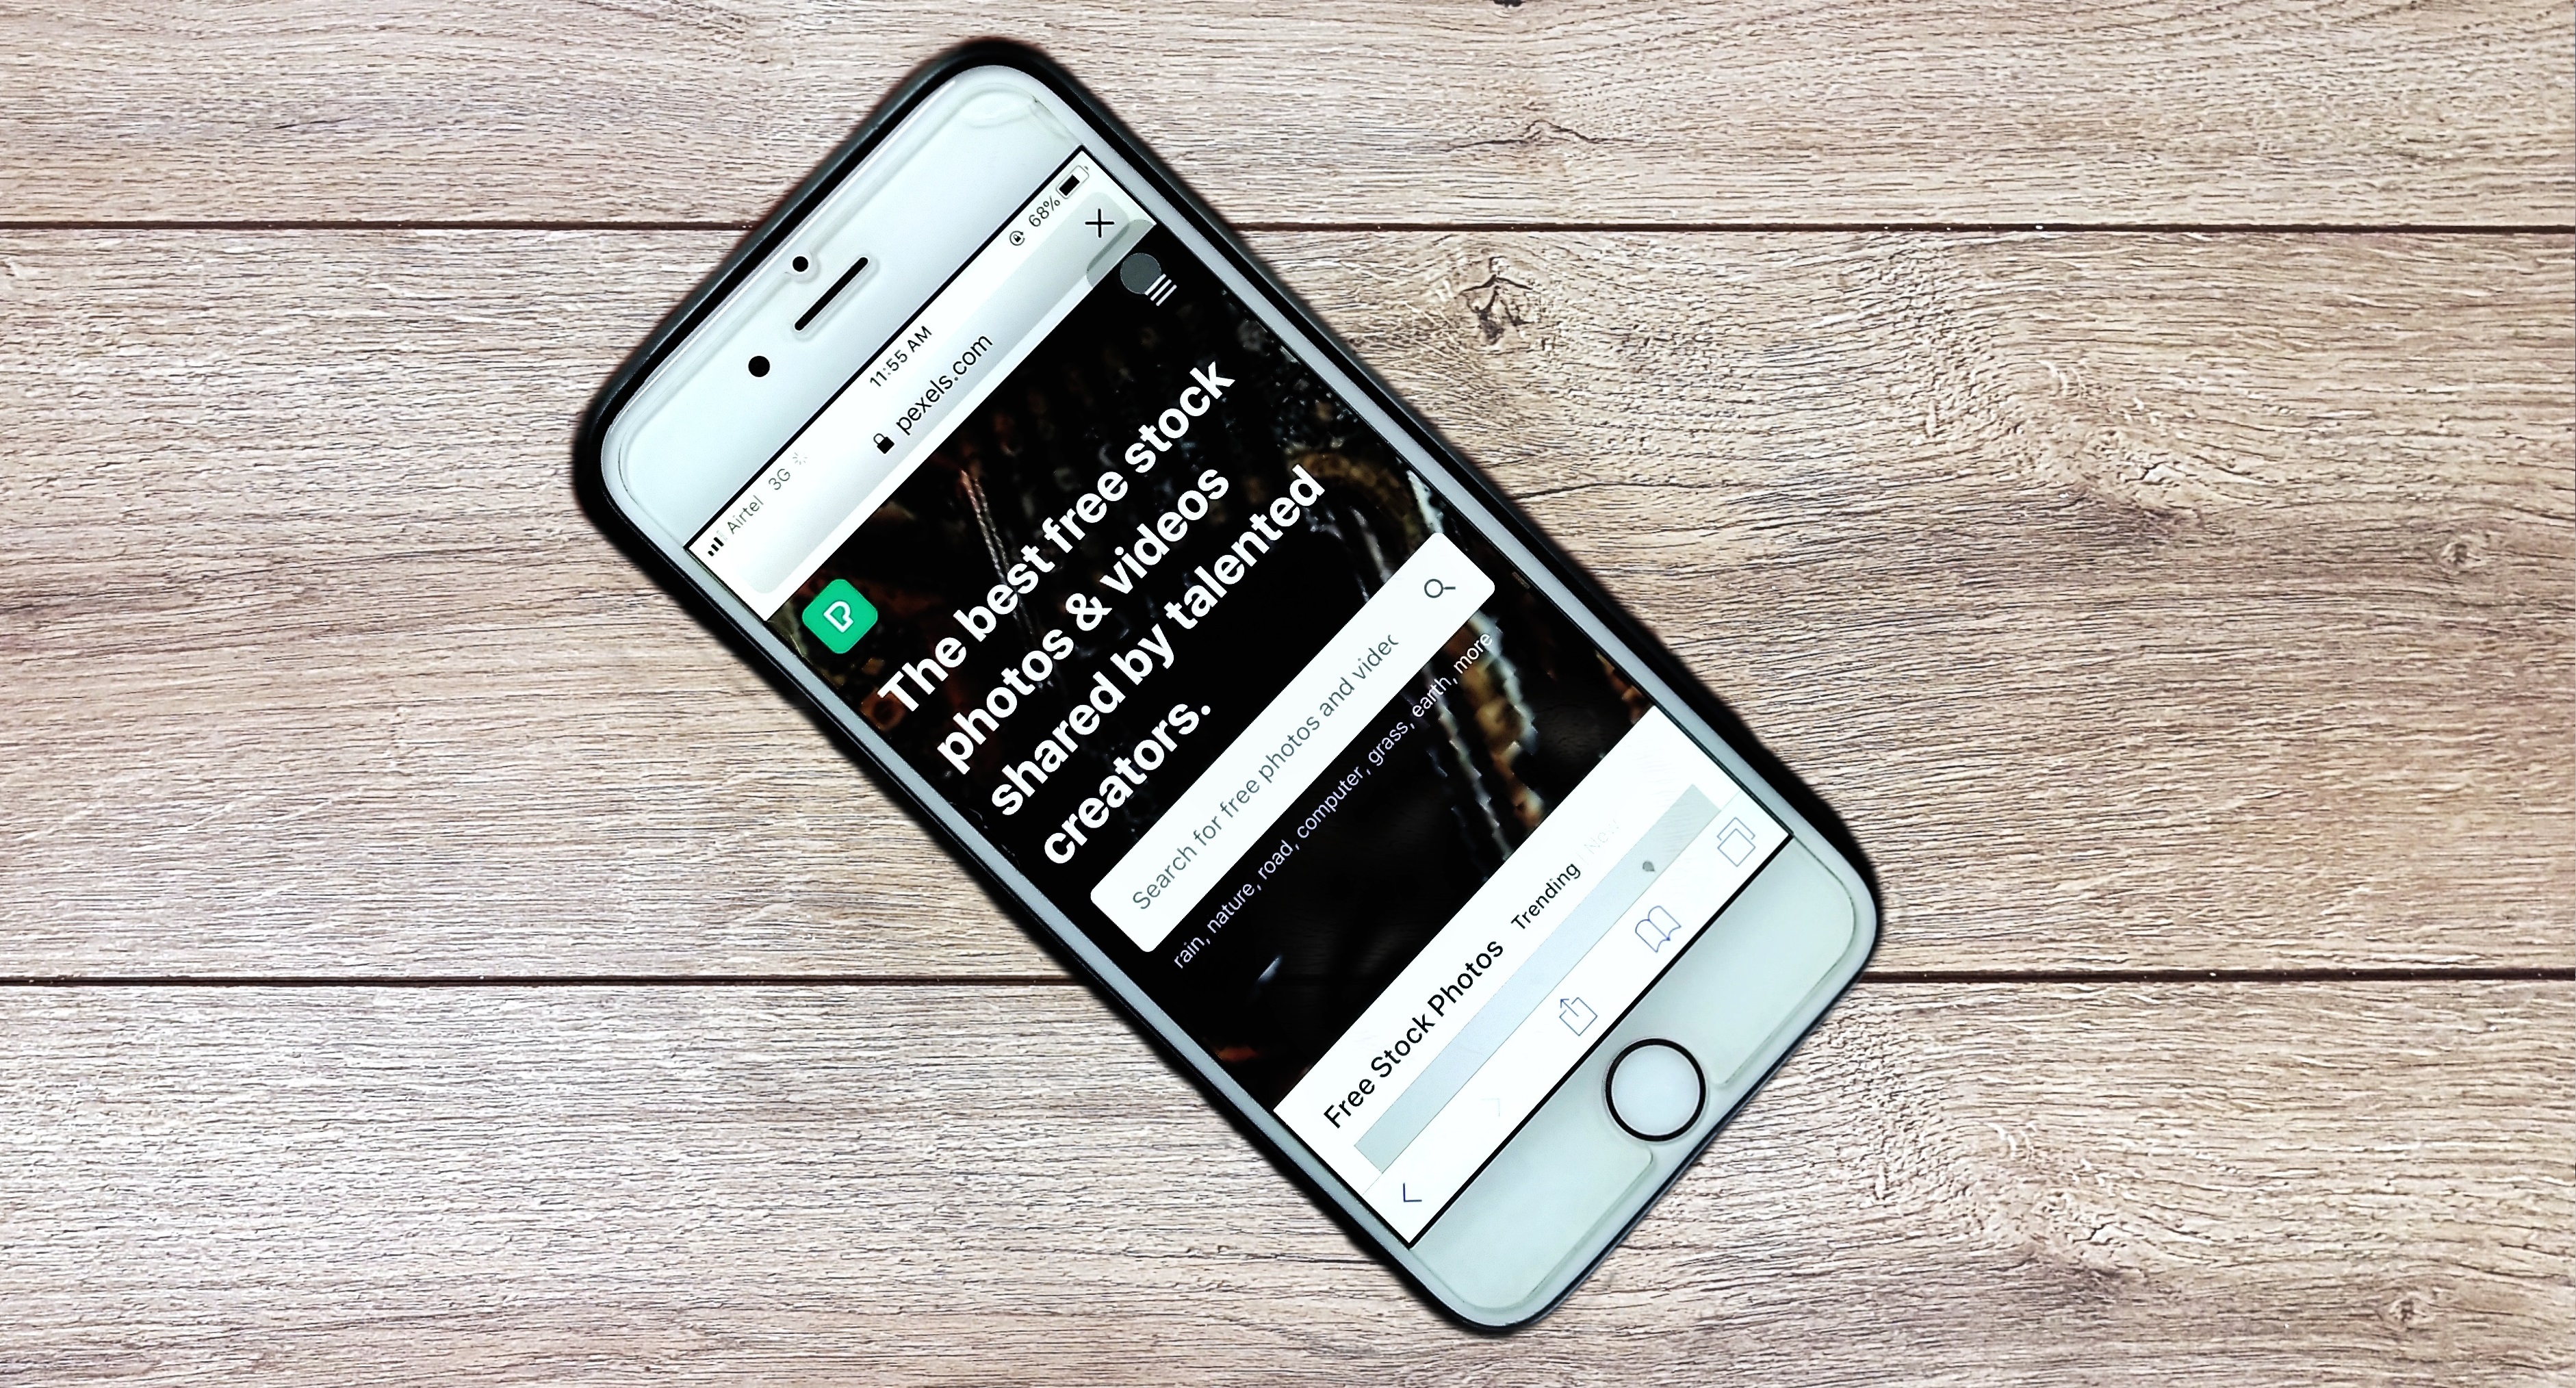 Airtel 3G 11:55 AM 68%
pexels.com
The best free stock
photos & videos
shared by talented
creators.
Search for free photos and videc
rain, nature, road, computer, grass, earth, more
Free Stock Photos Trending New